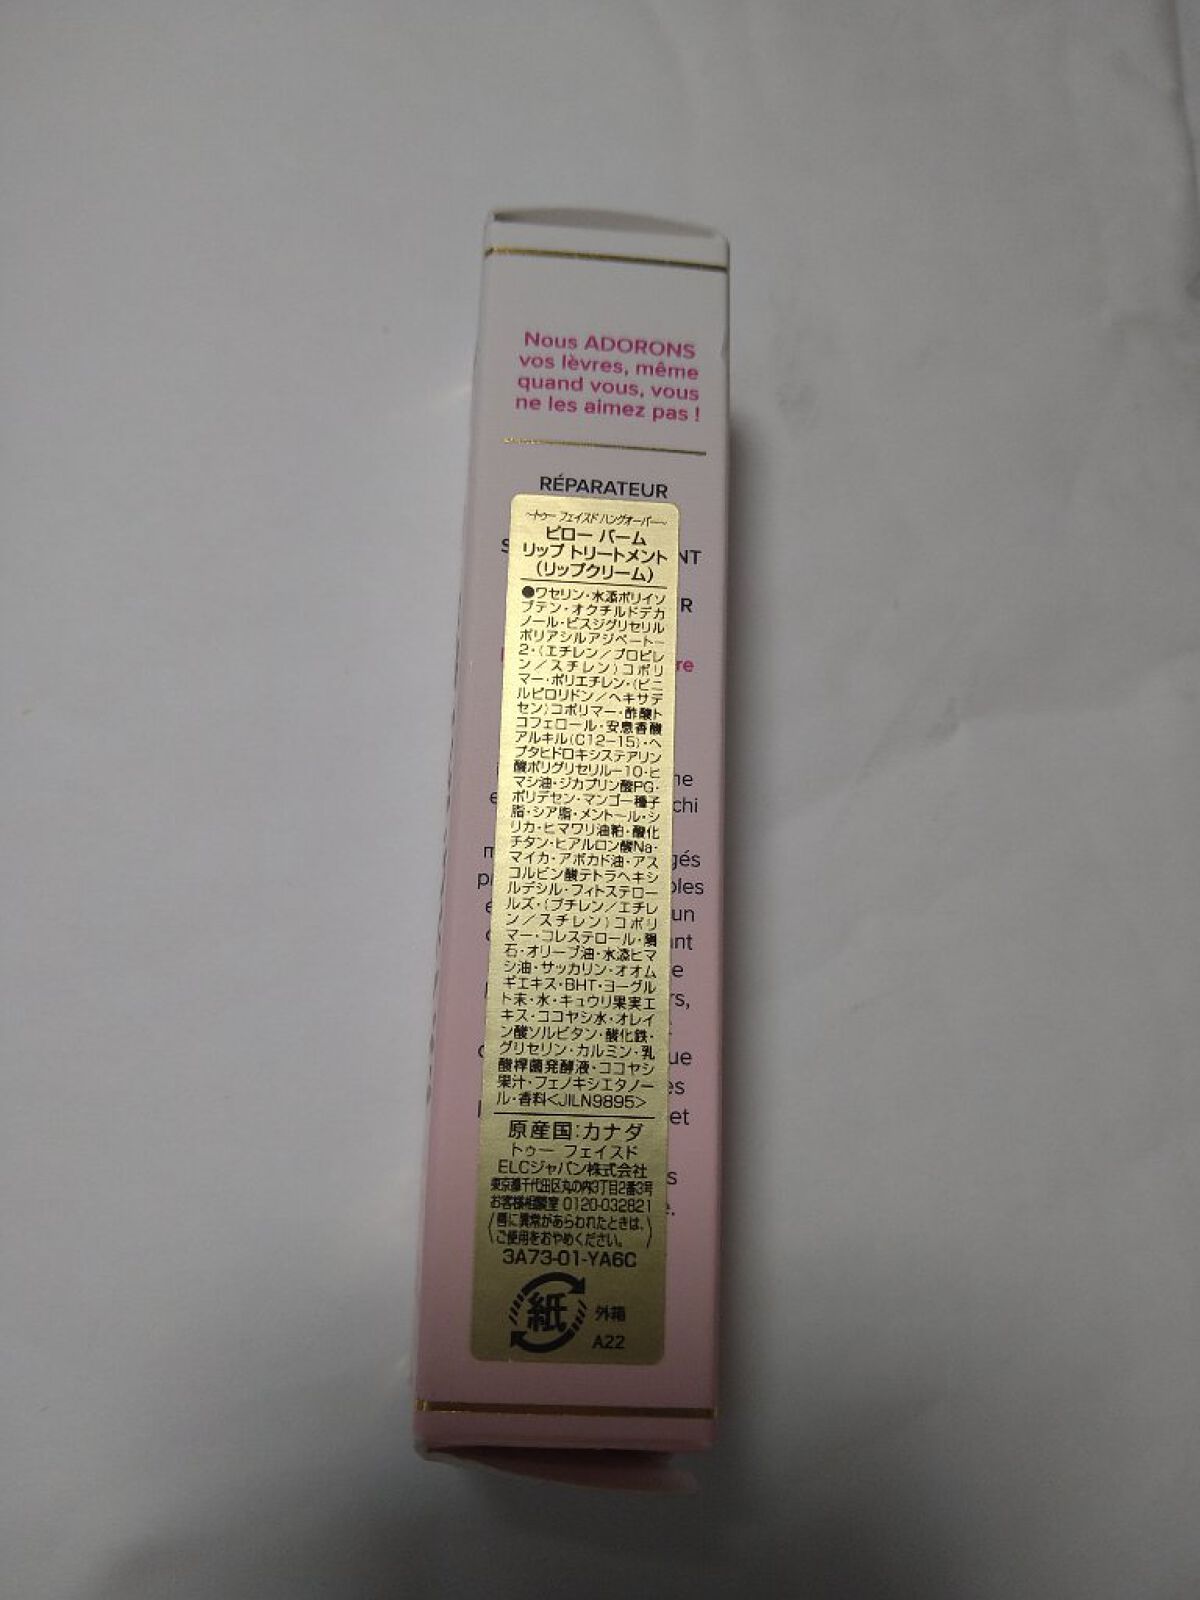 Nous ADORONS
vos lèvres, même
quand vous, vous
ne les aimez pas !
RÉPARATEUR
~トゥー フェイスド ハングオーバー~
ピロー バーム
リップ トリートメント
(リップクリーム)
●ワセリン・水添ポリイソ
ブテン・オクチルドデカ
ノール・ビスジグリセリル
ポリアシルアジペート-
2・(エチレン/プロピレ
ン/スチレン)コポリ
マー・ポリエチレン・(ビニ
ルピロリドン/ヘキサデ
セン)コポリマー・酢酸ト
コフェロール・安息香酸
アルキル(C12-15)・ヘ
プタヒドロキシステアリン
酸ポリグリセリル-10・ヒ
マシ油・ジカプリン酸PG・
ポリデセン・マンゴー種子
脂・シア脂・メントール・シ
リカ・ヒマワリ油粕・酸化
チタン・ヒアルロン酸Na・
マイカ・アボカド油・アス
コルビン酸テトラヘキシ
ルデシル・フィトステロー
ルズ・(ブチレン/エチレ
ン/スチレン)コポリ
マー・コレステロール・滑
石・オリーブ油・水添ヒマ
シ油・サッカリン・オオム
ギエキス・BHT・ヨーグル
ト末・水・キュウリ果実エ
キス・ココヤシ水・オレイ
ン酸ソルビタン・酸化鉄・
グリセリン・カルミン・乳
酸桿菌発酵液・ココヤシ
果汁・フェノキシエタノー
ル・香料<JILN9895>
原産国:カナダ
トゥー フェイスド
ELCジャパン株式会社
東京都千代田区丸の内3丁目2番3号
お客様相談室 0120-032821
(唇に異常があらわれたときは、
ご使用をおやめください。)
3A73-01-YA6C
紙 外箱
A22
NT
R
re
ne
chi
gés
bles
un
ant
e
rs,
ue
es
et
s
e.